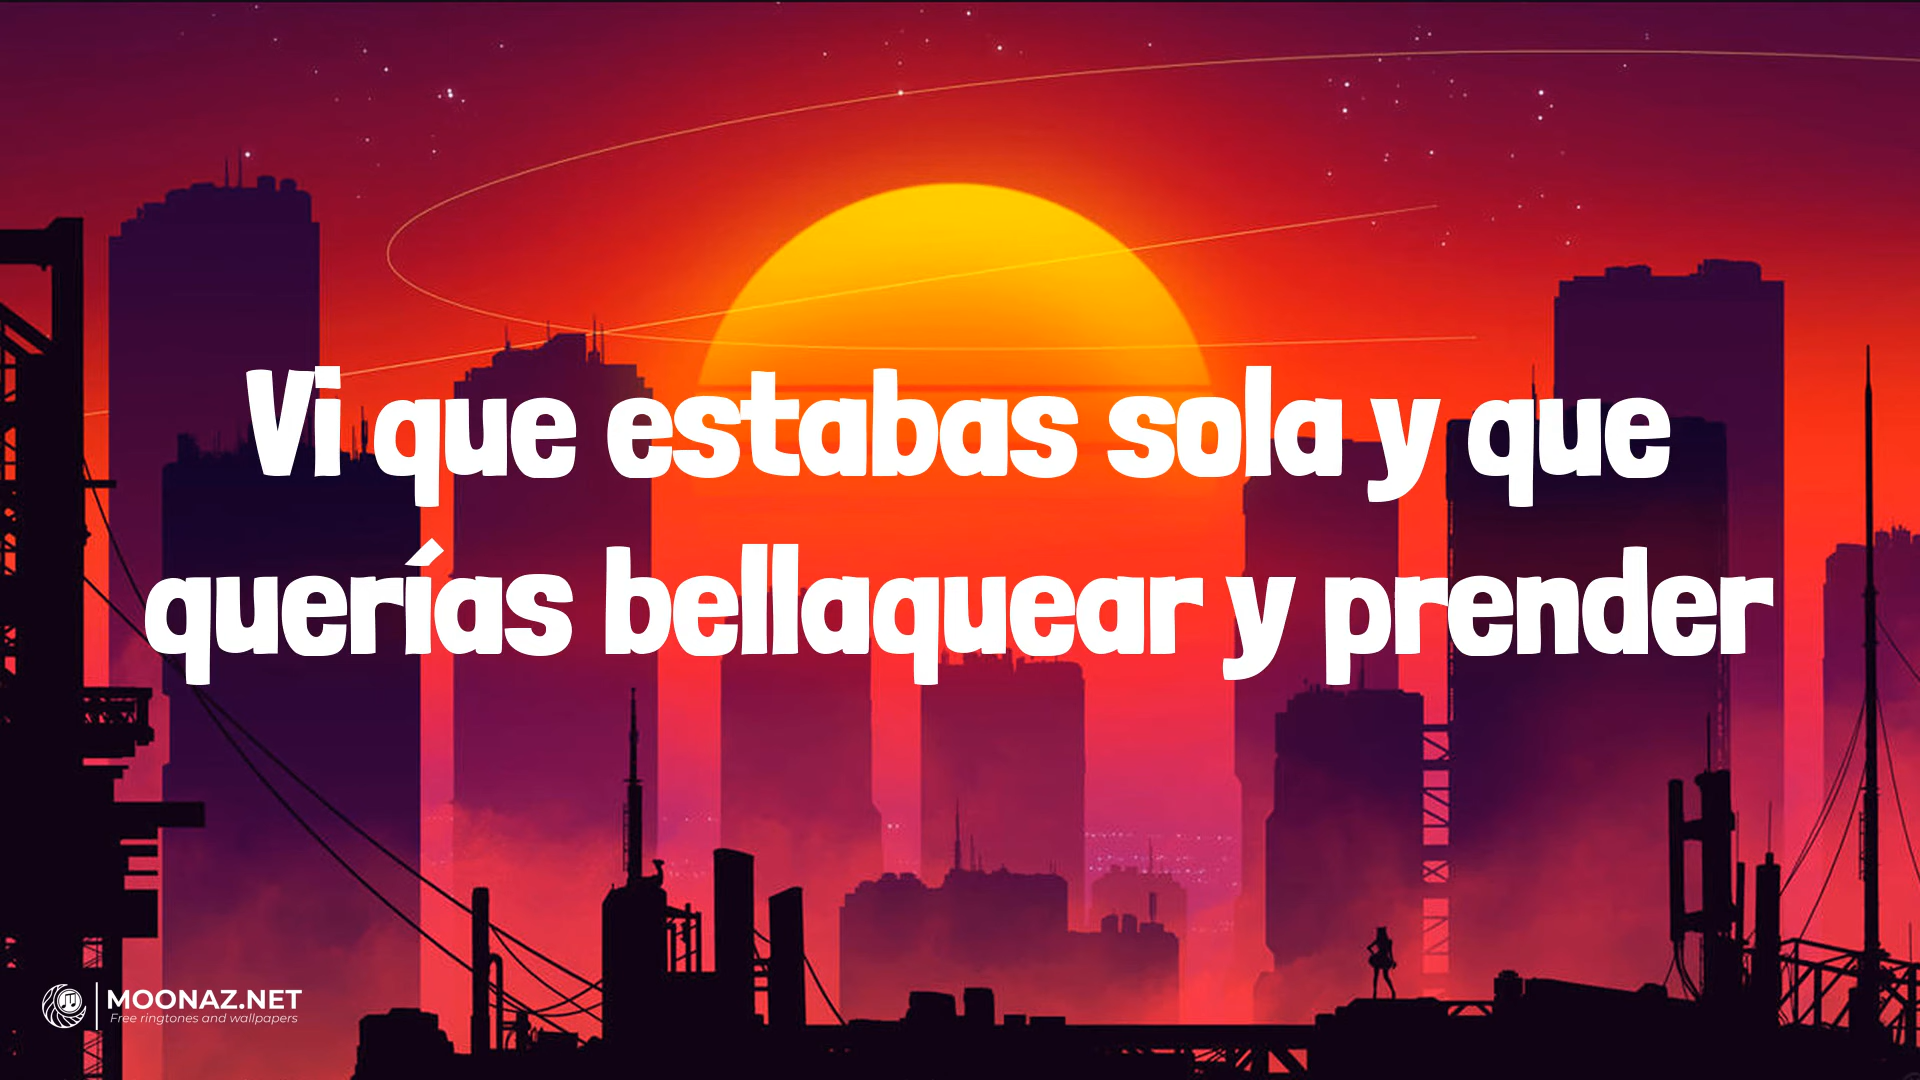 Vi que estabas sola y que
querías bellaquear y prender
MOONAZ.NET
Free ringtones and wallpapers